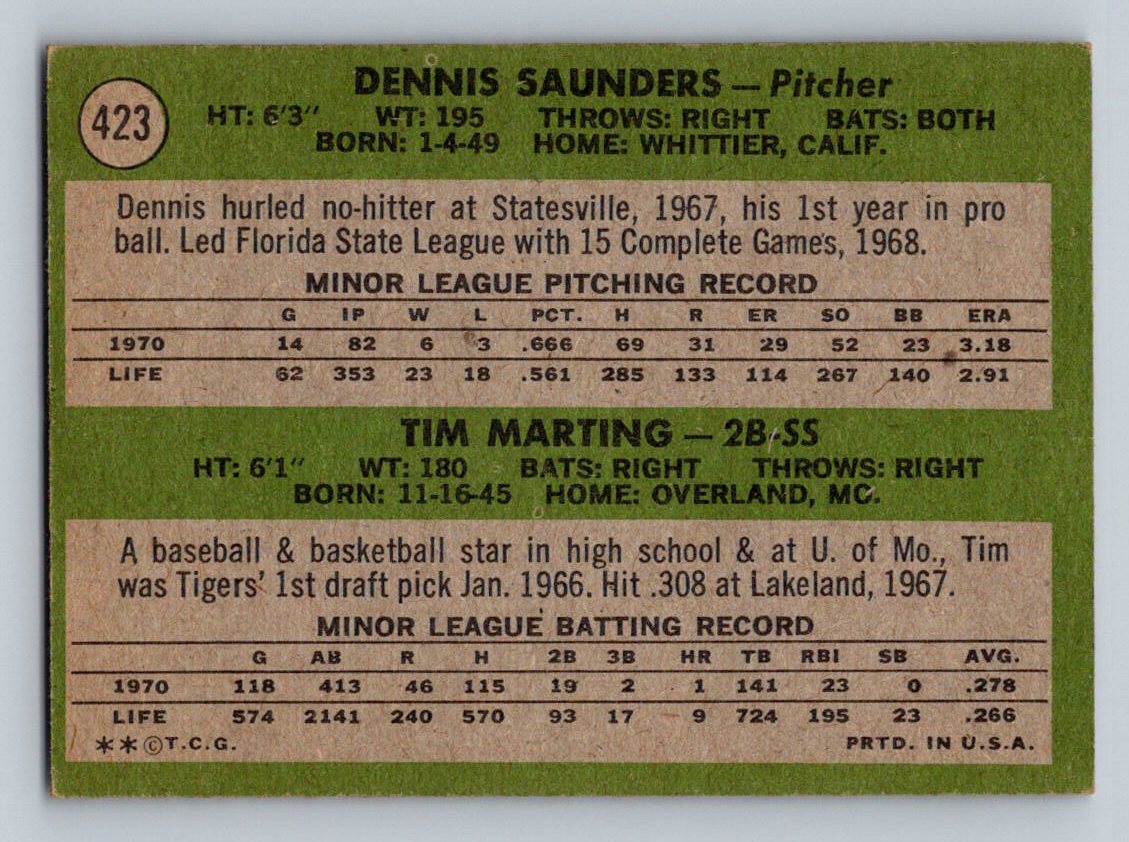 423
DENNIS SAUNDERS — Pitcher
HT: 6'3" WT: 195 THROWS: RIGHT BATS: BOTH
BORN: 1-4-49 HOME: WHITTIER, CALIF.
Dennis hurled no-hitter at Statesville, 1967, his 1st year in pro
ball. Led Florida State League with 15 Complete Games, 1968.
MINOR LEAGUE PITCHING RECORD
G IP W L PCT. H R ER SO BB ERA
1970 14 82 6 3 .666 69 31 29 52 23 3.18
LIFE 62 353 23 18 .561 285 133 114 267 140 2.91
TIM MARTING — 2B-SS
HT: 6'1" WT: 180 BATS: RIGHT THROWS: RIGHT
BORN: 11-16-45 HOME: OVERLAND, MO.
A baseball & basketball star in high school & at U. of Mo., Tim
was Tigers' 1st draft pick Jan. 1966. Hit .308 at Lakeland, 1967.
MINOR LEAGUE BATTING RECORD
G AB R H 2B 3B HR TB RBI SB AVG.
1970 118 413 46 115 19 2 1 141 23 0 .278
LIFE 574 2141 240 570 93 17 9 724 195 23 .266
**©T.C.G. PRTD. IN U.S.A.